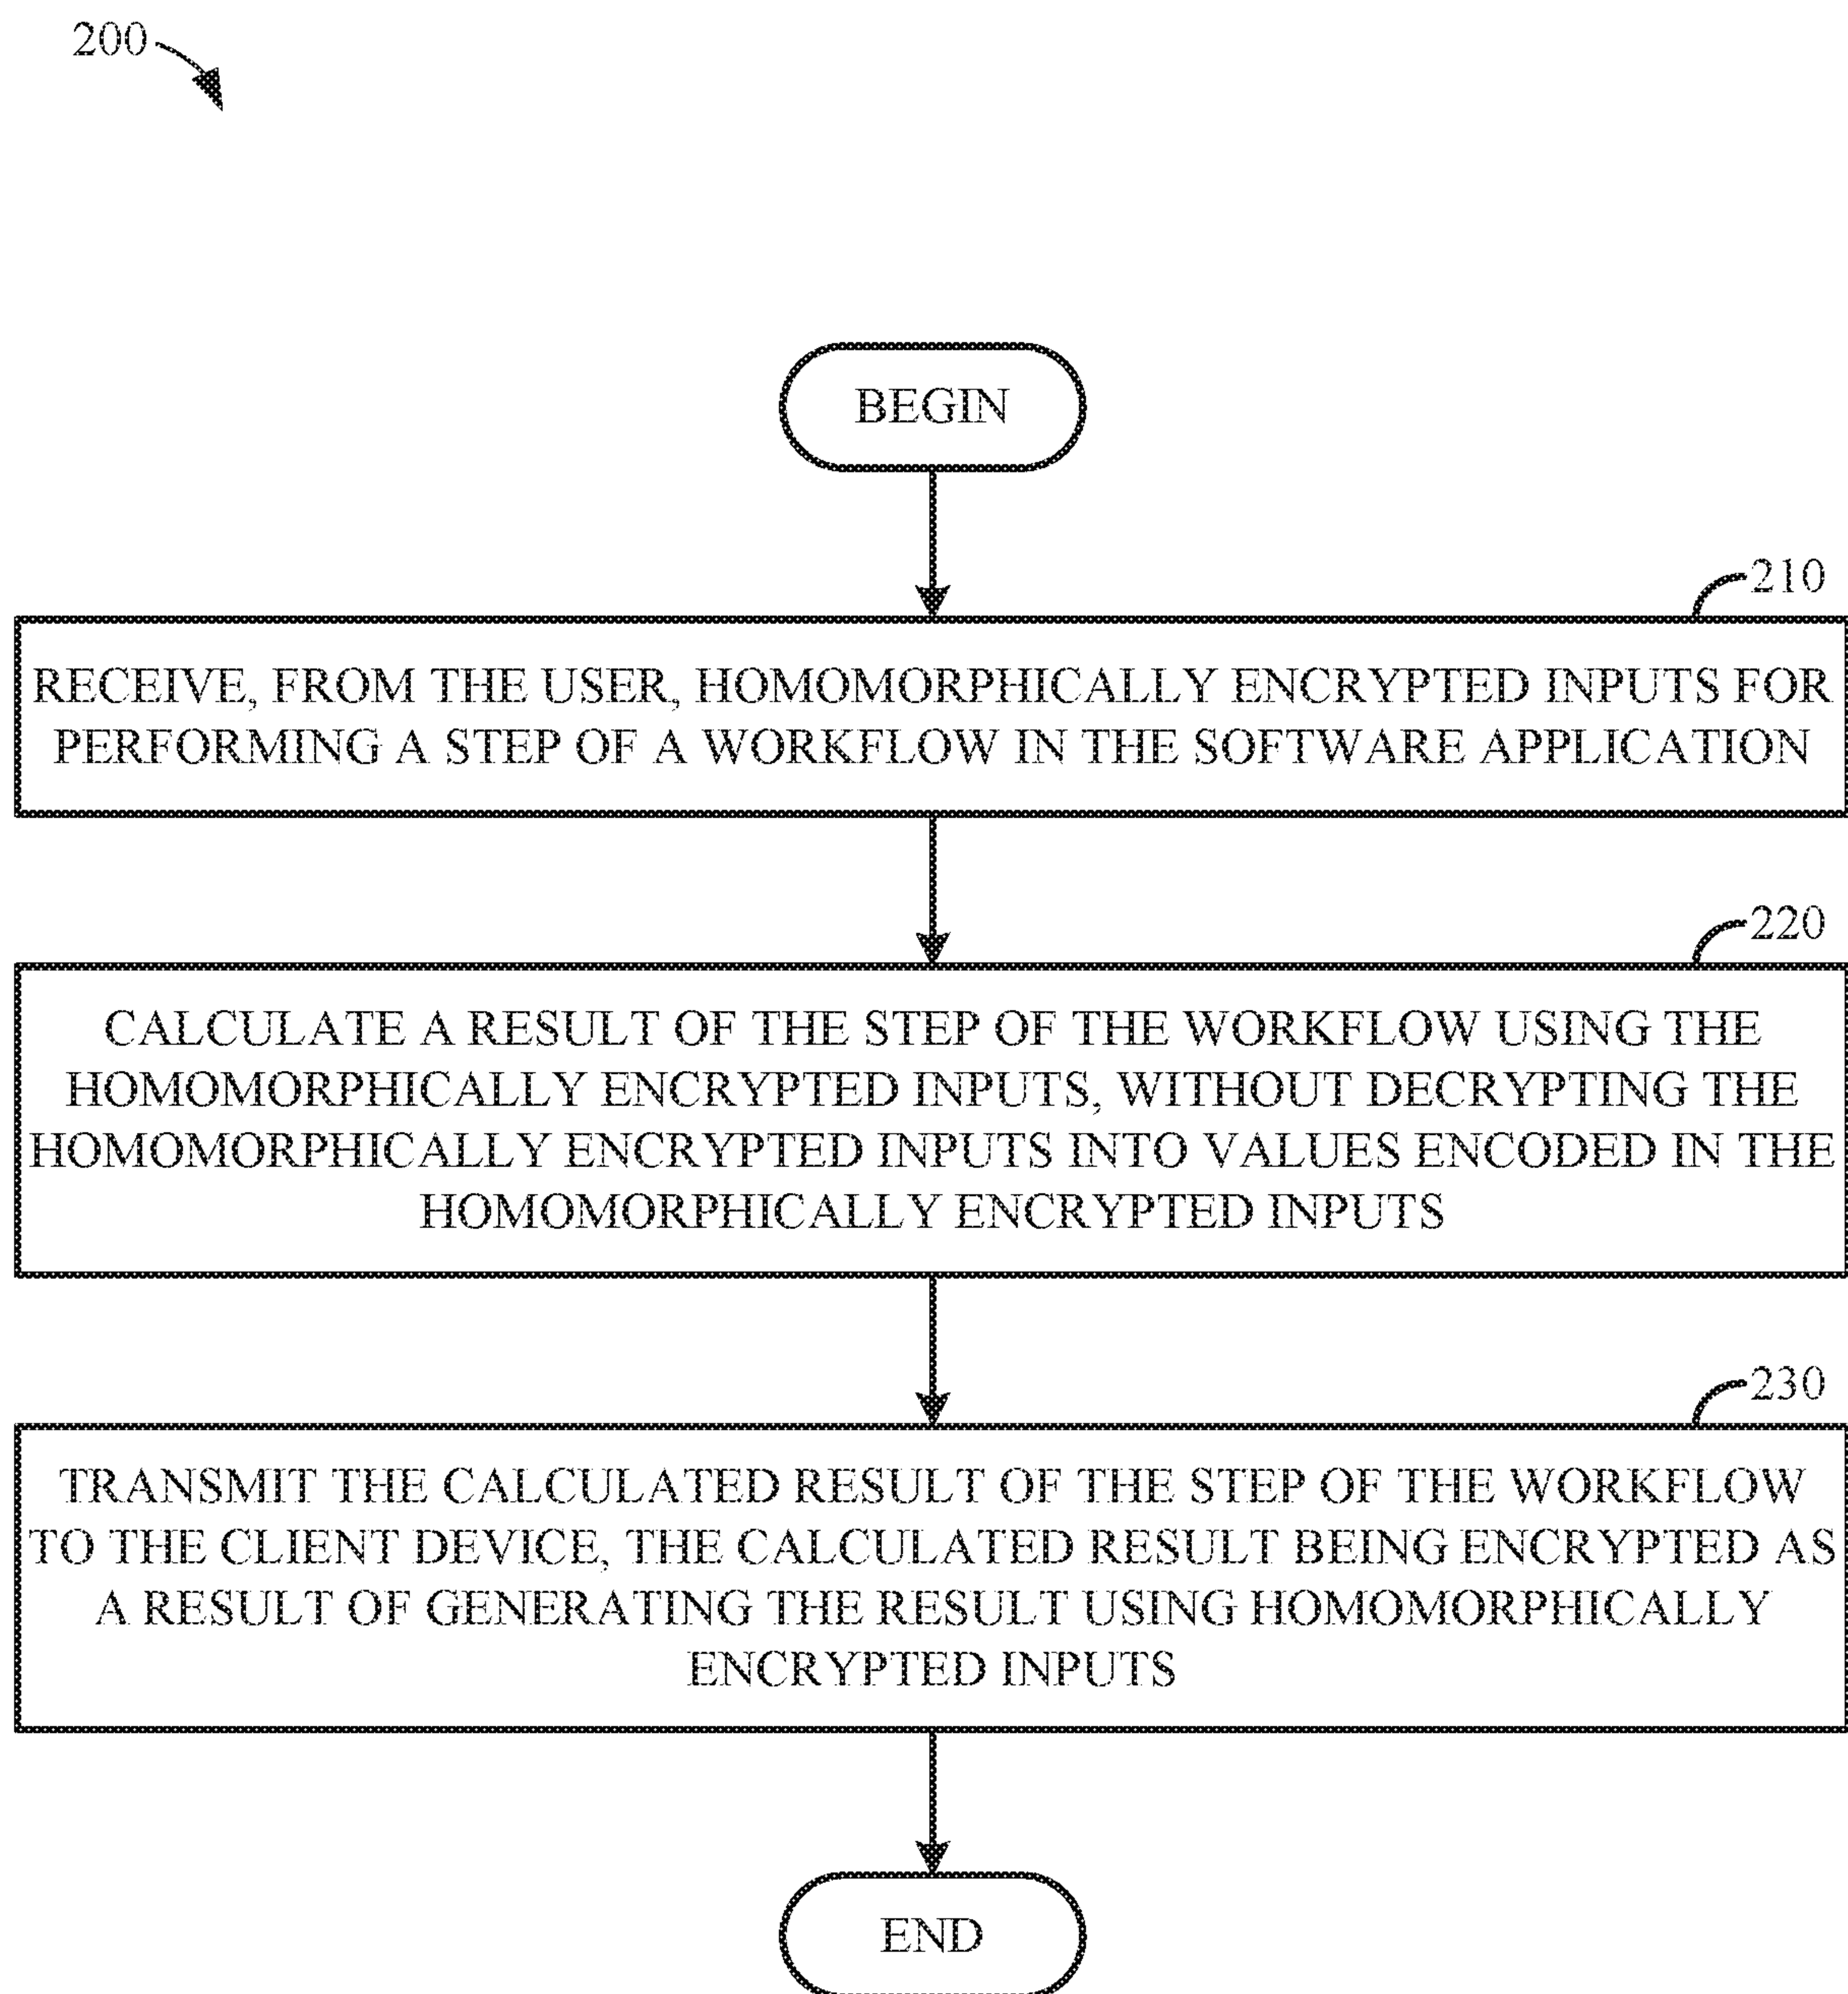 200
BEGIN
210
RECEIVE, FROM THE USER, HOMOMORPHICALLY ENCRYPTED INPUTS FOR
PERFORMING A STEP OF A WORKFLOW IN THE SOFTWARE APPLICATION
220
CALCULATE A RESULT OF THE STEP OF THE WORKFLOW USING THE
HOMOMORPHICALLY ENCRYPTED INPUTS, WITHOUT DECRYPTING THE
HOMOMORPHICALLY ENCRYPTED INPUTS INTO VALUES ENCODED IN THE
HOMOMORPHICALLY ENCRYPTED INPUTS
230
TRANSMIT THE CALCULATED RESULT OF THE STEP OF THE WORKFLOW
TO THE CLIENT DEVICE, THE CALCULATED RESULT BEING ENCRYPTED AS
A RESULT OF GENERATING THE RESULT USING HOMOMORPHICALLY
ENCRYPTED INPUTS
END